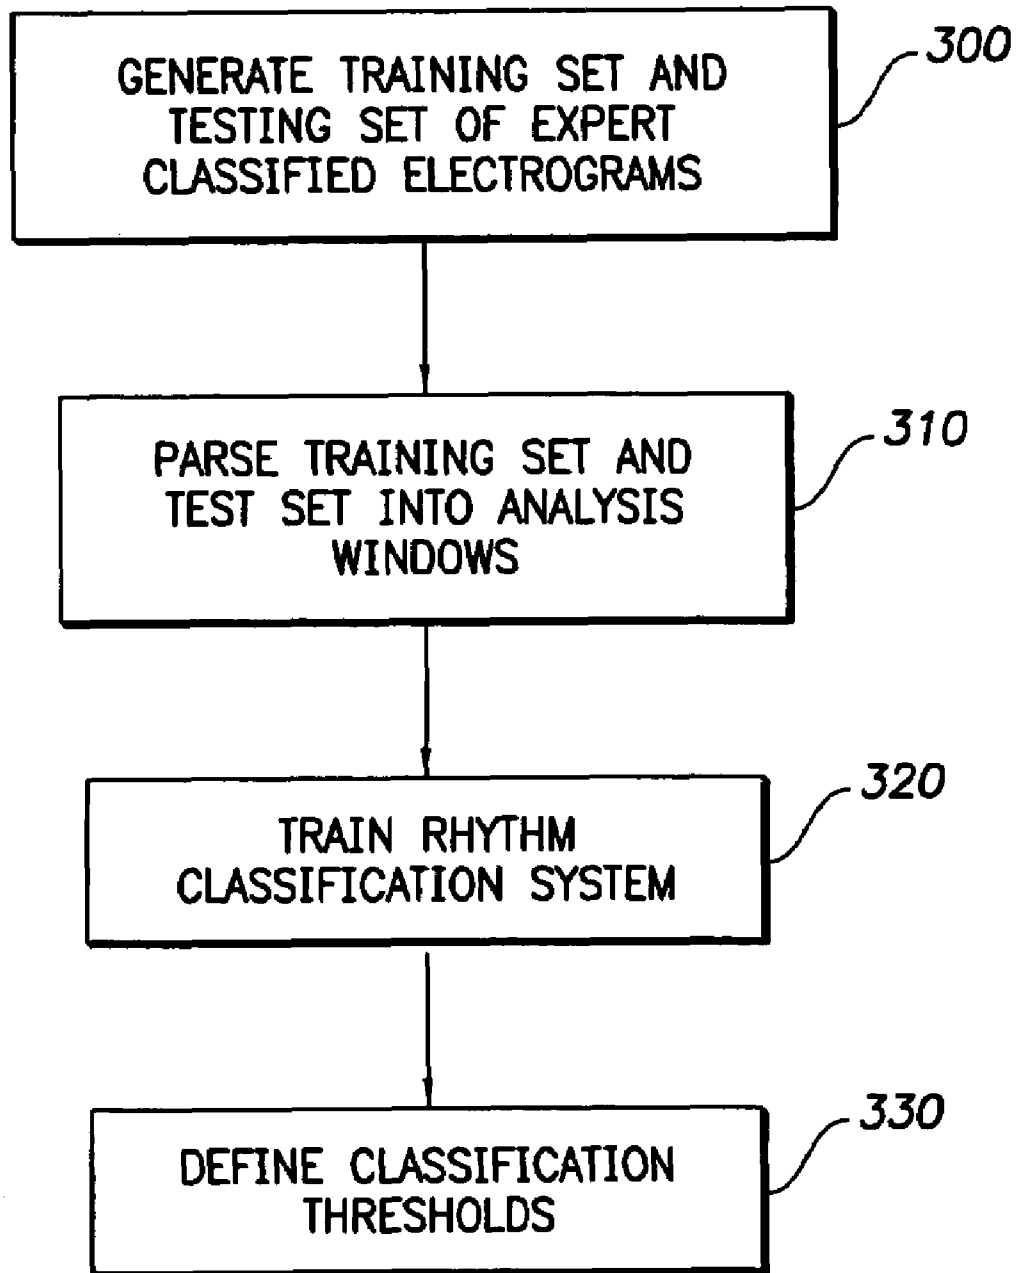 GENERATE TRAINING SET AND
TESTING SET OF EXPERT
CLASSIFIED ELECTROGRAMS
300
PARSE TRAINING SET AND
TEST SET INTO ANALYSIS
WINDOWS
310
TRAIN RHYTHM
CLASSIFICATION SYSTEM
320
DEFINE CLASSIFICATION
THRESHOLDS
330